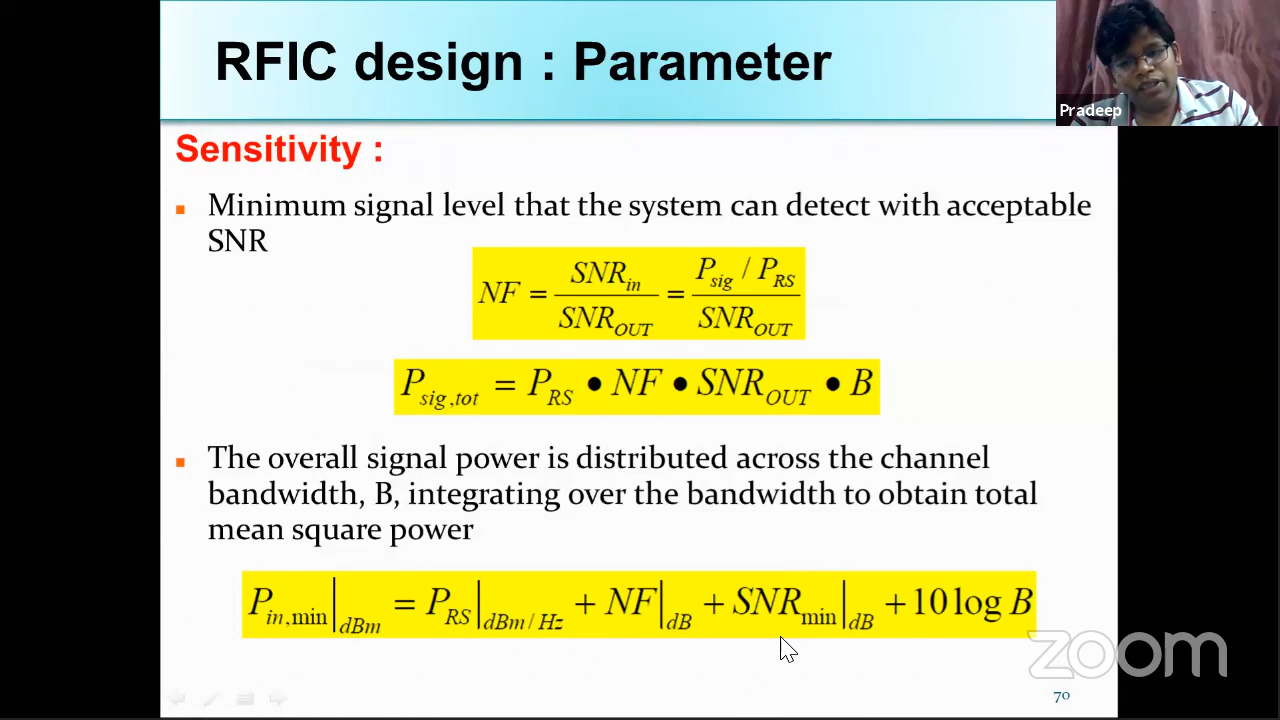 RFIC design : Parameter
Pradeep
Sensitivity :
▪ Minimum signal level that the system can detect with acceptable
SNR
NF = SNR_in / SNR_OUT = (P_sig / P_RS) / SNR_OUT
P_sig,tot = P_RS • NF • SNR_OUT • B
▪ The overall signal power is distributed across the channel
bandwidth, B, integrating over the bandwidth to obtain total
mean square power
P_in,min|_dBm = P_RS|_dBm/Hz + NF|_dB + SNR_min|_dB + 10 log B
zoom
70